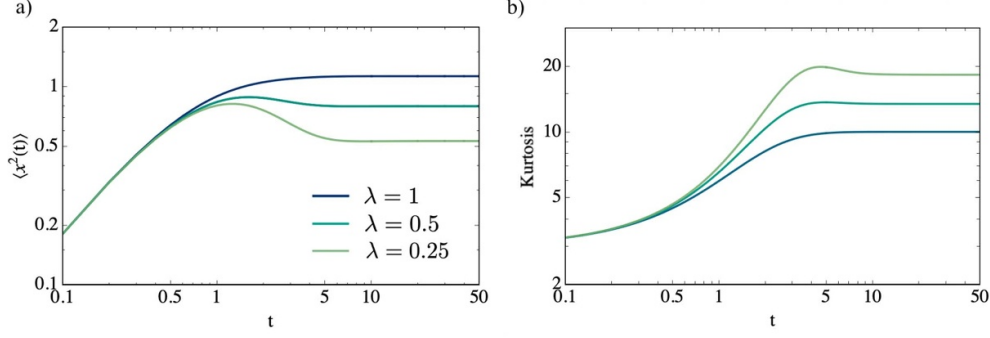 a)
2
1
0.5
0.2
0.1
⟨x²(t)⟩
λ = 1
λ = 0.5
λ = 0.25
0.1 0.5 1 5 10 50
t
b)
20
10
5
2
Kurtosis
0.1 0.5 1 5 10 50
t